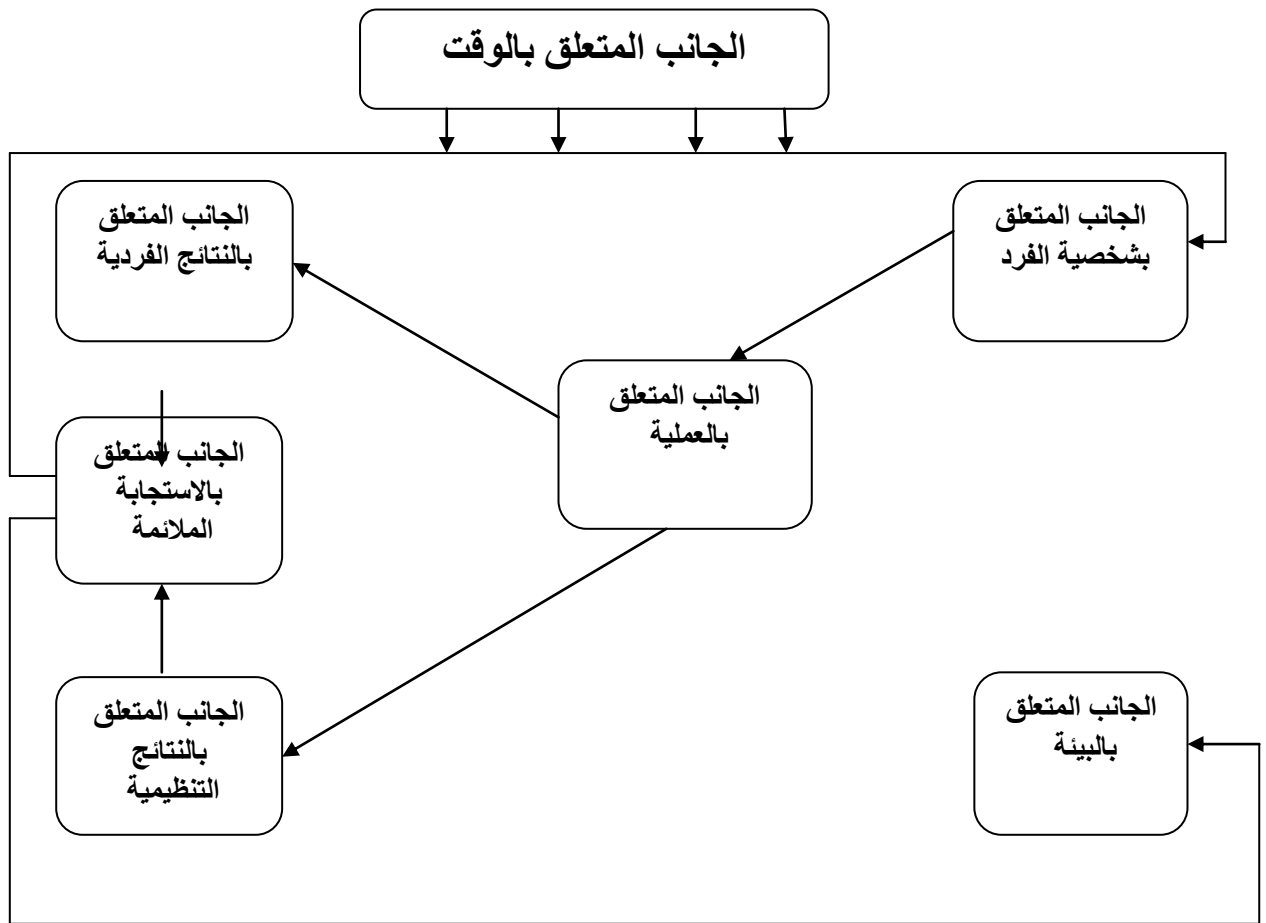 الجانب المتعلق بالوقت
الجانب المتعلق
بشخصية الفرد
الجانب المتعلق
بالنتائج الفردية
الجانب المتعلق
بالعملية
الجانب المتعلق
بالاستجابة
الملائمة
الجانب المتعلق
بالبيئة
الجانب المتعلق
بالنتائج
التنظيمية